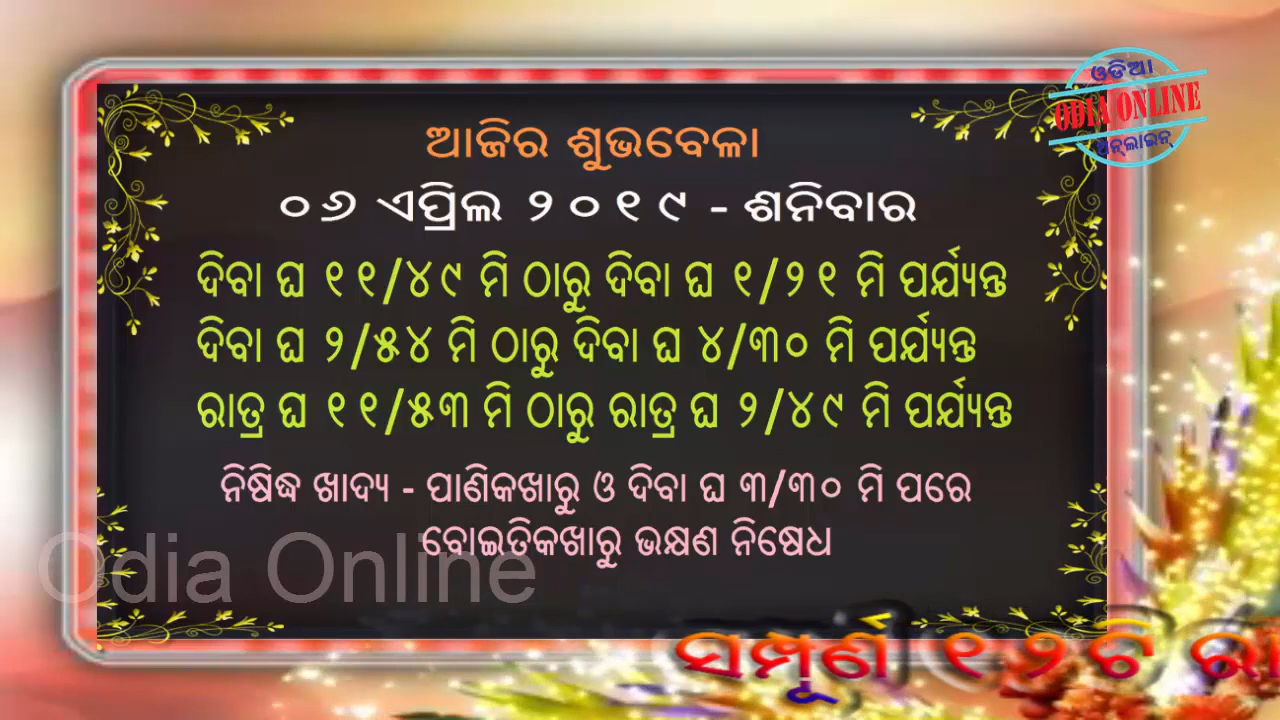 ଓଡିଆ
ODIA ONLINE
ଅନ୍‌ଲାଇନ୍
ଆଜିର ଶୁଭବେଳା
୦୬ ଏପ୍ରିଲ ୨୦୧୯ - ଶନିବାର
ଦିବା ଘ ୧୧/୪୯ ମି ଠାରୁ ଦିବା ଘ ୧/୨୧ ମି ପର୍ଯ୍ୟନ୍ତ
ଦିବା ଘ ୨/୫୪ ମି ଠାରୁ ଦିବା ଘ ୪/୩୦ ମି ପର୍ଯ୍ୟନ୍ତ
ରାତ୍ର ଘ ୧୧/୫୩ ମି ଠାରୁ ରାତ୍ର ଘ ୨/୪୯ ମି ପର୍ଯ୍ୟନ୍ତ
ନିଷିଦ୍ଧ ଖାଦ୍ୟ - ପାଣିକଖାରୁ ଓ ଦିବା ଘ ୩/୩୦ ମି ପରେ
ବୋଇତିକଖାରୁ ଭକ୍ଷଣ ନିଷେଧ
Odia Online
ସମ୍ପୂର୍ଣ ୧୨ଟି ରା